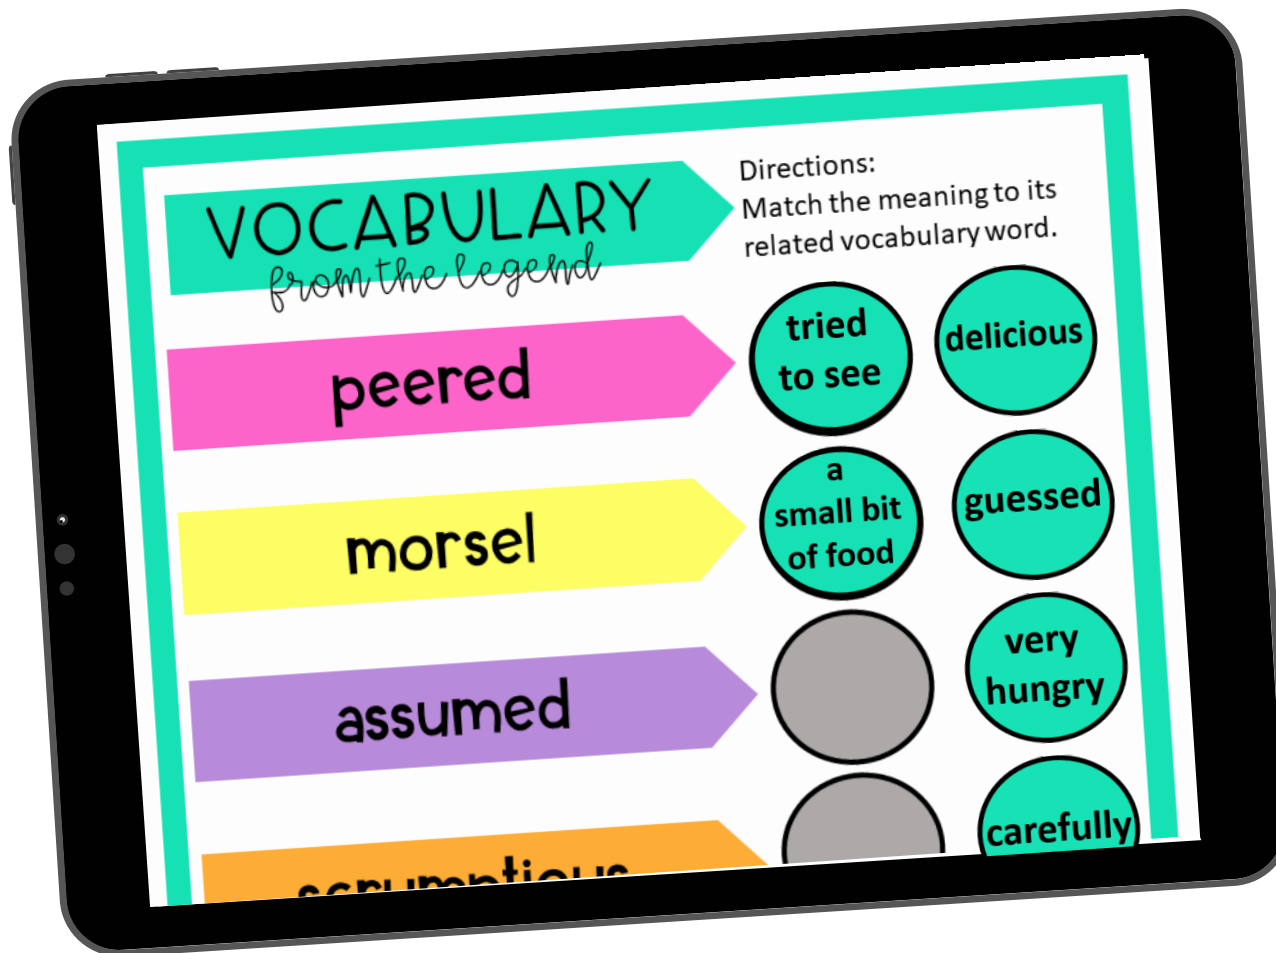 VOCABULARY
from the legend
Directions:
Match the meaning to its
related vocabulary word.
peered
tried
to see
delicious
morsel
a
small bit
of food
guessed
assumed
very
hungry
scrumptious
carefully